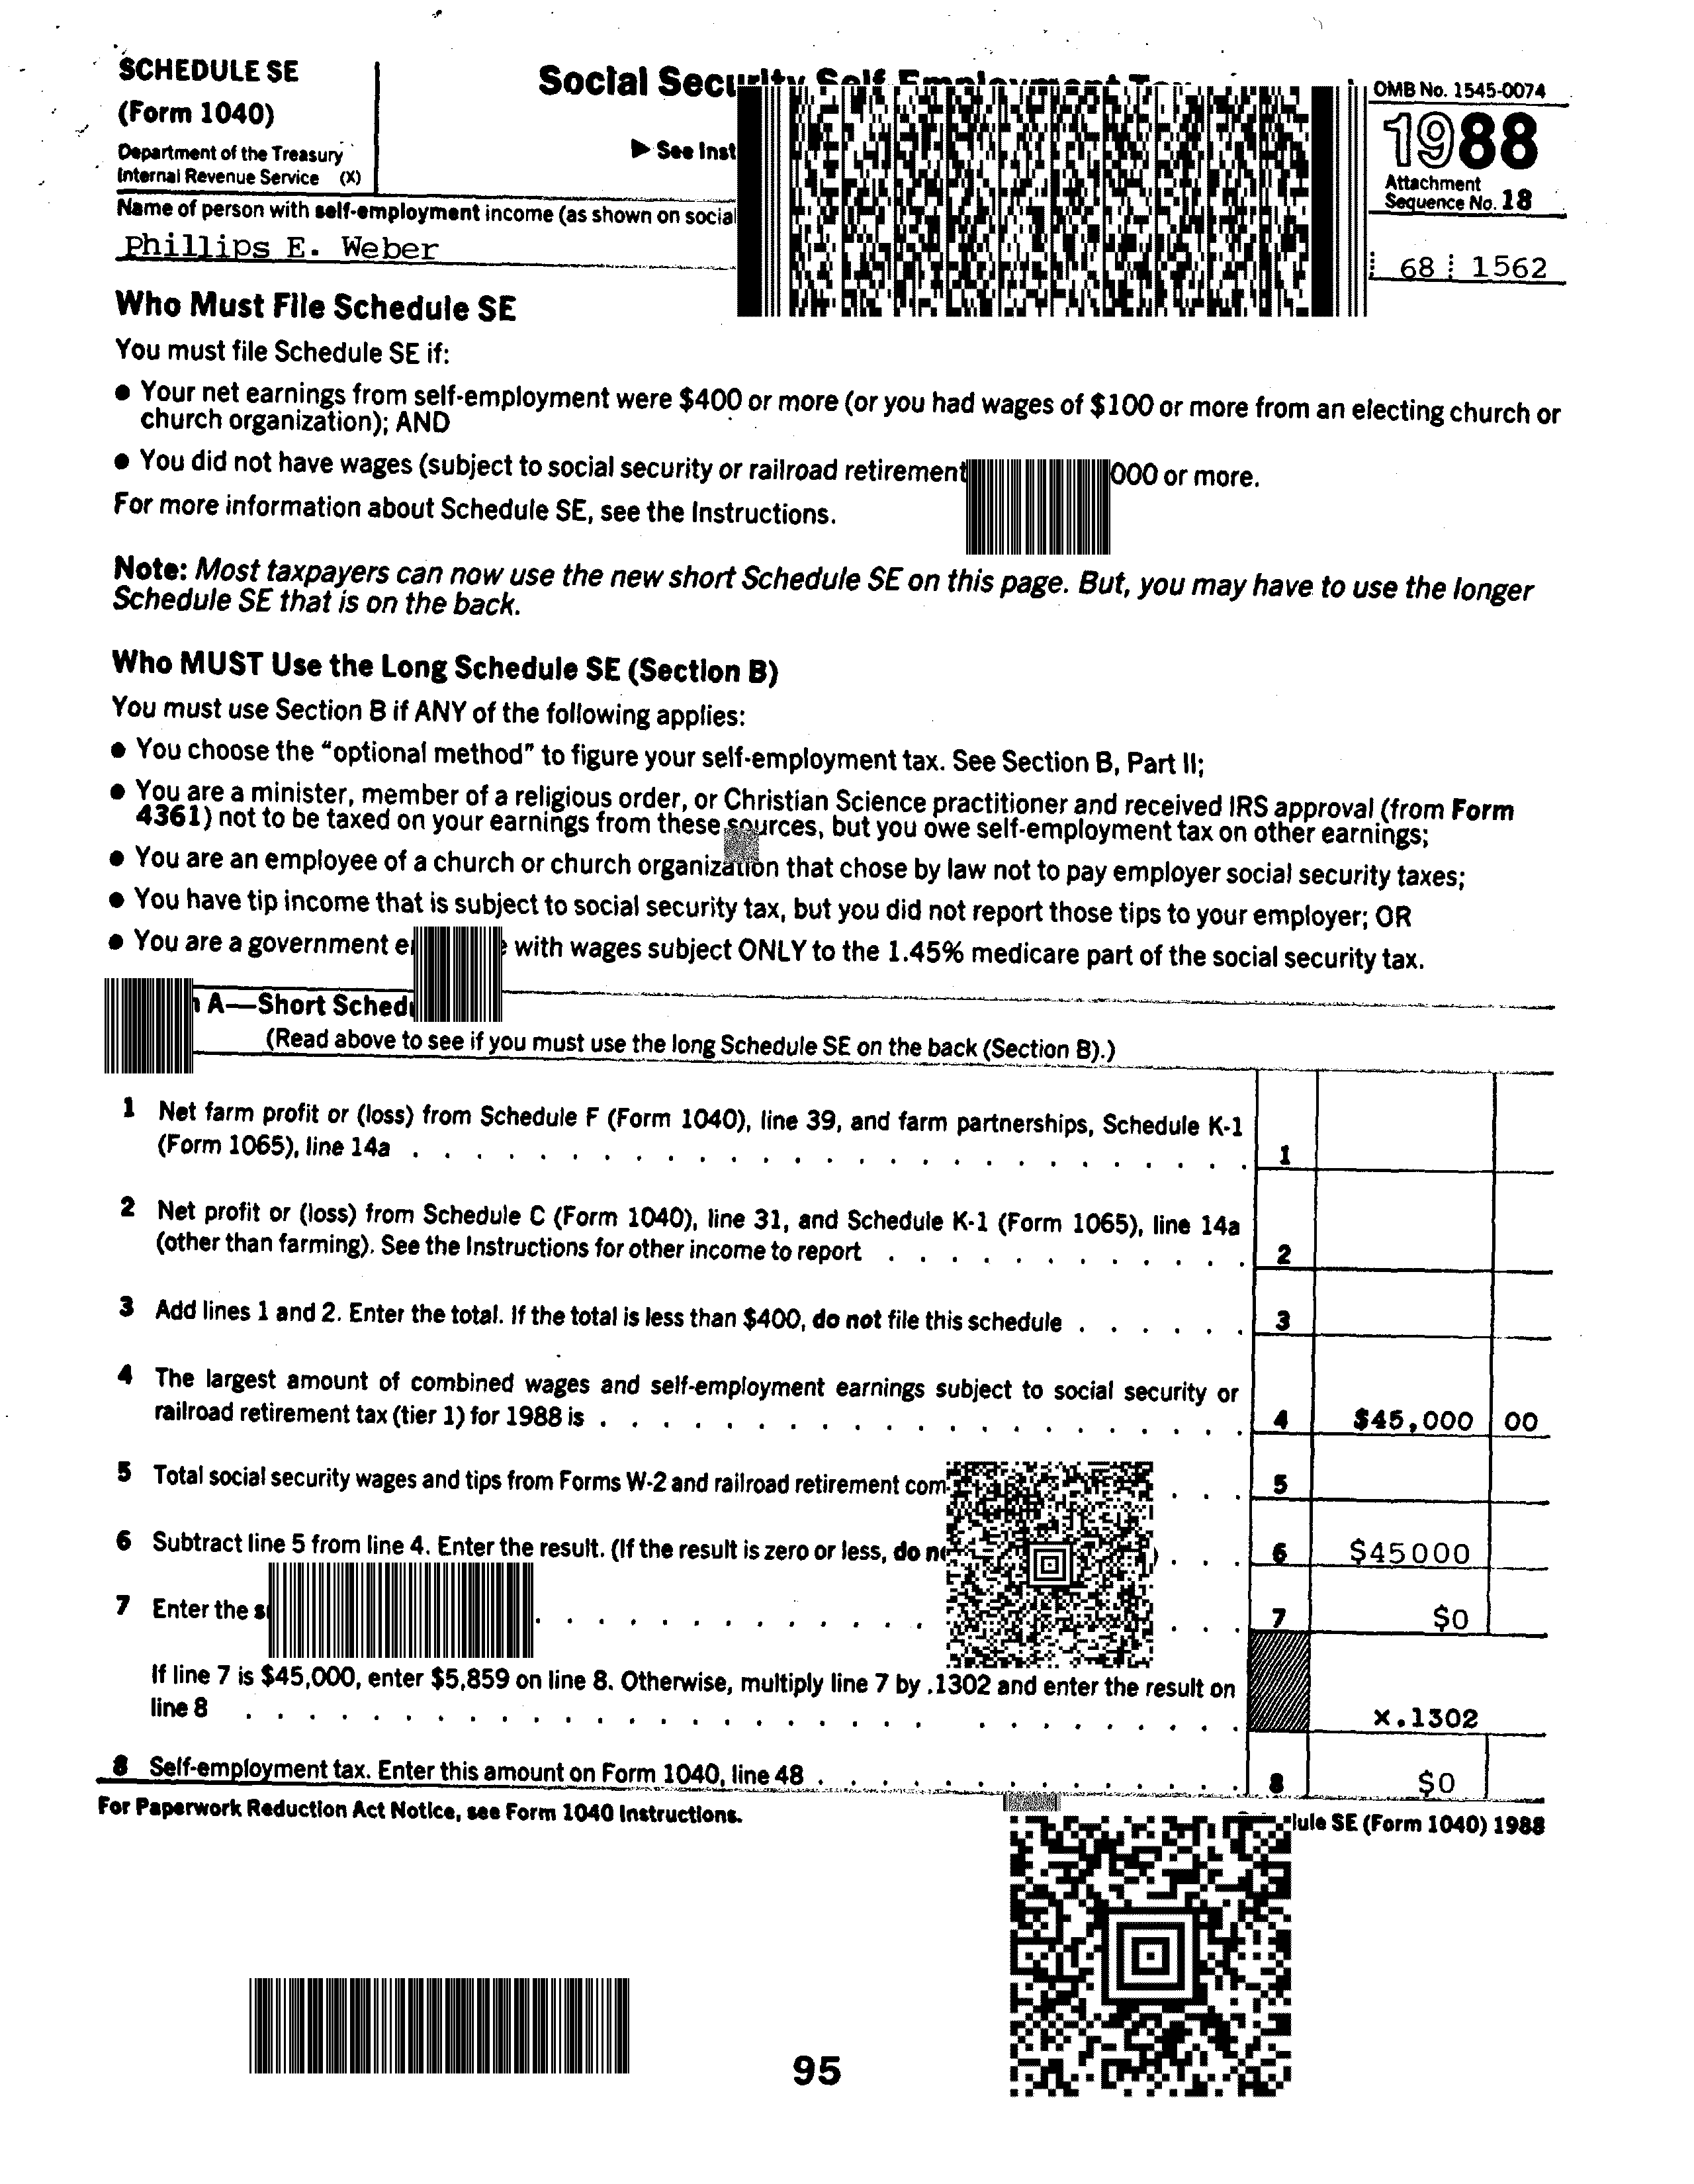 SCHEDULE SE
(Form 1040)
Department of the Treasury
Internal Revenue Service (X)
Social Security Self-Employment
▶ See
OMB No. 1545-0074
1988
Attachment
Sequence No. 18
Name of person with self-employment income (as shown on social
Phillips E. Weber
68 1562
Who Must File Schedule SE
You must file Schedule SE if:
● Your net earnings from self-employment were $400 or more (or you had wages of $100 or more from an electing church or
church organization); AND
● You did not have wages (subject to social security or railroad retirement 000 or more.
For more information about Schedule SE, see the Instructions.
Note: Most taxpayers can now use the new short Schedule SE on this page. But, you may have to use the longer
Schedule SE that is on the back.
Who MUST Use the Long Schedule SE (Section B)
You must use Section B if ANY of the following applies:
● You choose the "optional method" to figure your self-employment tax. See Section B, Part II;
● You are a minister, member of a religious order, or Christian Science practitioner and received IRS approval (from Form
4361) not to be taxed on your earnings from these sources, but you owe self-employment tax on other earnings;
● You are an employee of a church or church organization that chose by law not to pay employer social security taxes;
● You have tip income that is subject to social security tax, but you did not report those tips to your employer; OR
● You are a government with wages subject ONLY to the 1.45% medicare part of the social security tax.
A—Short
(Read above to see if you must use the long Schedule SE on the back (Section B).)
1 Net farm profit or (loss) from Schedule F (Form 1040), line 39, and farm partnerships, Schedule K-1
(Form 1065), line 14a 1
2 Net profit or (loss) from Schedule C (Form 1040), line 31, and Schedule K-1 (Form 1065), line 14a
(other than farming). See the Instructions for other income to report 2
3 Add lines 1 and 2. Enter the total. If the total is less than $400, do not file this schedule 3
4 The largest amount of combined wages and self-employment earnings subject to social security or
railroad retirement tax (tier 1) for 1988 is 4 $45,000 00
5 Total social security wages and tips from Forms W-2 and railroad retirement 5
6 Subtract line 5 from line 4. Enter the result. (If the result is zero or less, do 6 $45000
7 Enter the 7 $0
If line 7 is $45,000, enter $5,859 on line 8. Otherwise, multiply line 7 by .1302 and enter the result on
line 8 x.1302
8 Self-employment tax. Enter this amount on Form 1040, line 48 8 $0
For Paperwork Reduction Act Notice, see Form 1040 Instructions.
SE (Form 1040) 1988
95